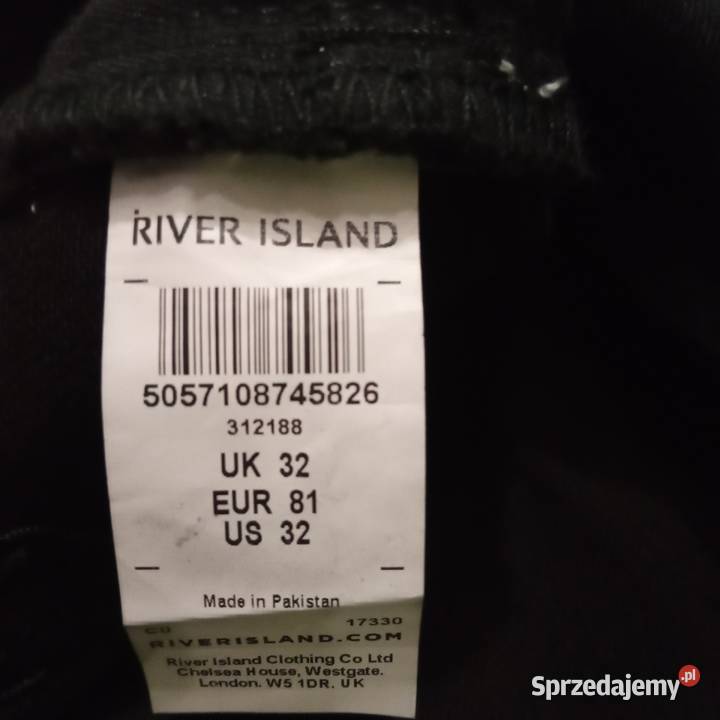 RIVER ISLAND
5057108745826
312188
UK 32
EUR 81
US 32
Made in Pakistan
17330
RIVERISLAND.COM
River Island Clothing Co Ltd
Chelsea House, Westgate.
London. W5 1DR. UK
Sprzedajemy.pl